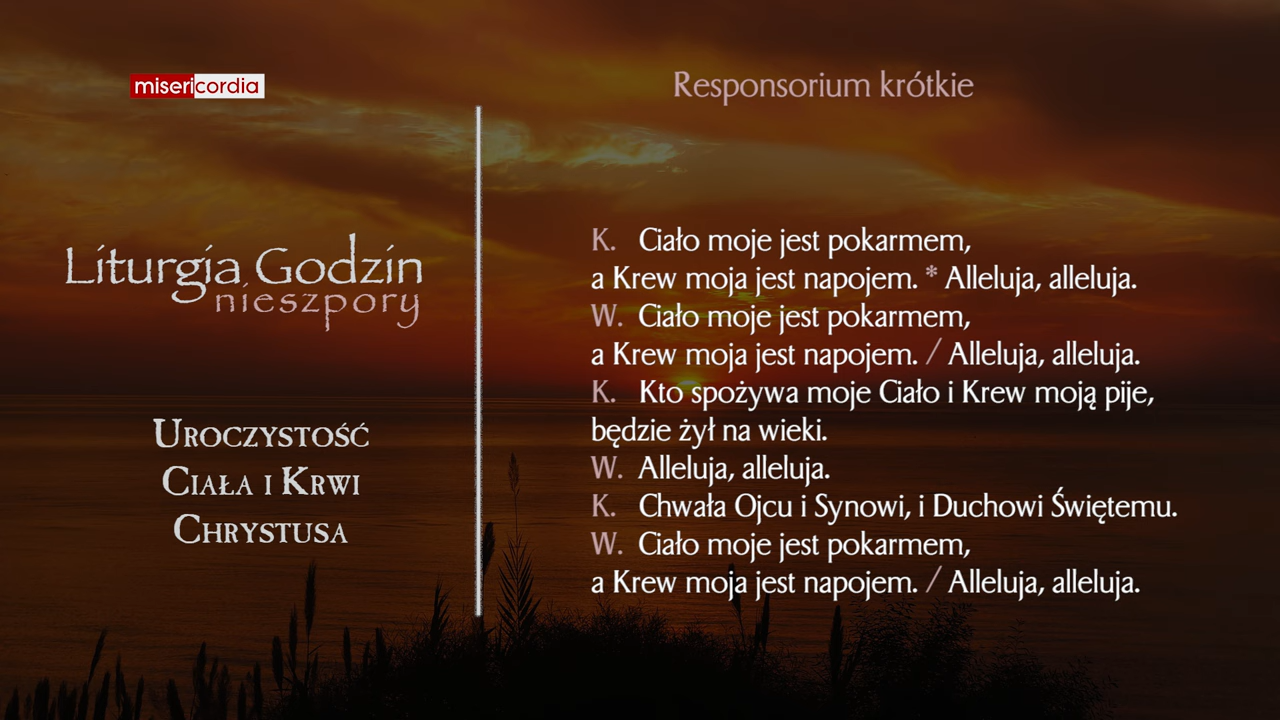 misericordia
Liturgia Godzin
nieszpory
Uroczystość
Ciała i Krwi
Chrystusa
Responsorium krótkie
K. Ciało moje jest pokarmem,
a Krew moja jest napojem. * Alleluja, alleluja.
W. Ciało moje jest pokarmem,
a Krew moja jest napojem. / Alleluja, alleluja.
K. Kto spożywa moje Ciało i Krew moją pije,
będzie żył na wieki.
W. Alleluja, alleluja.
K. Chwała Ojcu i Synowi, i Duchowi Świętemu.
W. Ciało moje jest pokarmem,
a Krew moja jest napojem. / Alleluja, alleluja.